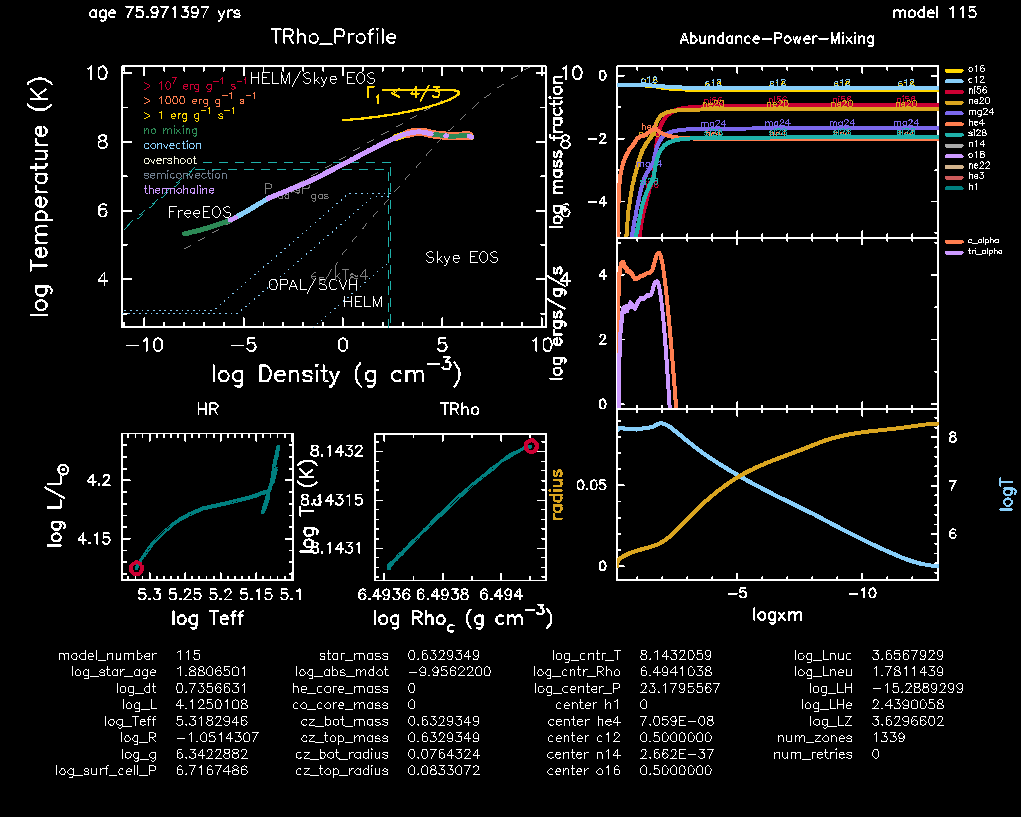 age 75.971397 yrs
model 115
TRho_Profile
Abundance-Power-Mixing
HELM/Skye EOS
> 10^7 erg g^-1 s^-1
> 1000 erg g^-1 s^-1
> 1 erg g^-1 s^-1
no mixing
convection
overshoot
semiconvection
thermohaline
Γ1 < 4/3
FreeEOS
Skye EOS
OPAL/SCVH
HELM
log Temperature (K)
10
8
6
4
-10
-5
0
5
10
log Density (g cm^-3)
log mass fraction
0
-2
-4
o16
c12
ni56
ne20
mg24
he4
si28
n14
o18
ne22
he3
h1
log ergs/g/s
4
2
0
c_alpha
tri_alpha
HR
log L/L☉
4.2
4.15
5.3
5.25
5.2
5.15
5.1
log Teff
TRho
8.1432
8.14315
8.1431
6.4936
6.4938
6.494
log Rho_c (g cm^-3)
radius
0.05
0
logT
8
7
6
-5
-10
logxm
model_number 115
log_star_age 1.8806501
log_dt 0.7356631
log_L 4.1250108
log_Teff 5.3182946
log_R -1.0514307
log_g 6.3422882
log_surf_cell_P 6.7167486
star_mass 0.6329349
log_abs_mdot -9.9562200
he_core_mass 0
co_core_mass 0
cz_bot_mass 0.6329349
cz_top_mass 0.6329349
cz_bot_radius 0.0764324
cz_top_radius 0.0833072
log_cntr_T 8.1432059
log_cntr_Rho 6.4941038
log_center_P 23.1795567
center h1 0
center he4 7.059E-08
center c12 0.5000000
center n14 2.662E-37
center o16 0.5000000
log_Lnuc 3.6567929
log_Lneu 1.7811439
log_LH -15.2889299
log_LHe 2.4390058
log_LZ 3.6296602
num_zones 1339
num_retries 0